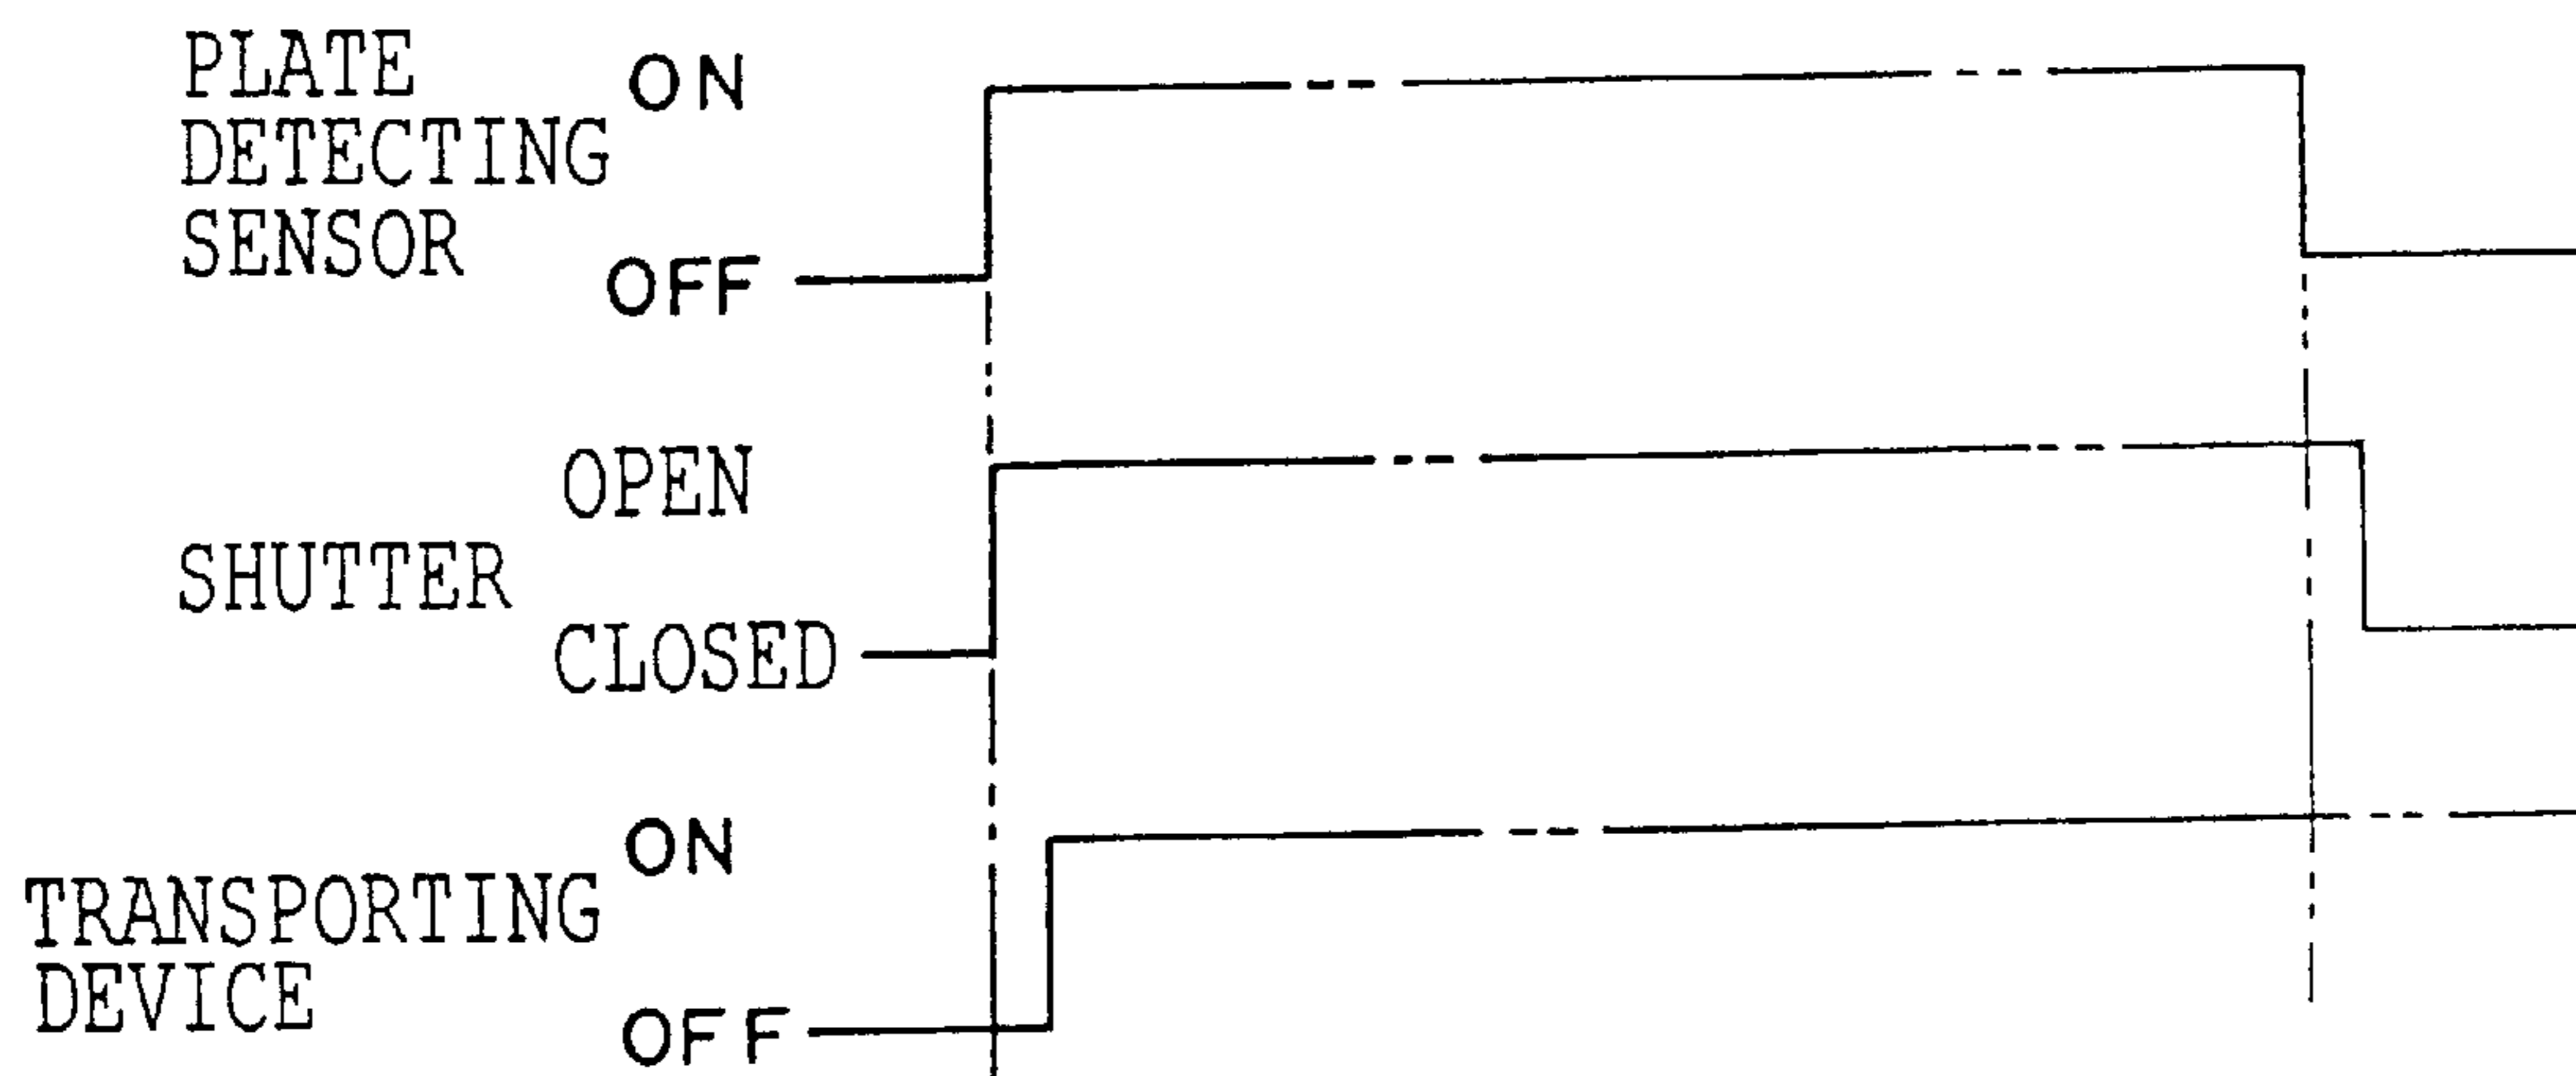 PLATE
DETECTING
SENSOR
ON
OFF
SHUTTER
OPEN
CLOSED
TRANSPORTING
DEVICE
ON
OFF